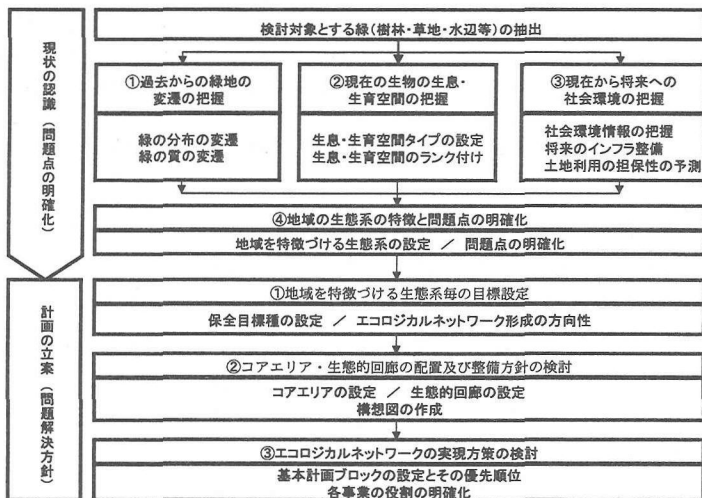 現状の認識（問題点の明確化）
検討対象とする緑（樹林・草地・水辺等）の抽出
①過去からの緑地の
変遷の把握
緑の分布の変遷
緑の質の変遷
②現在の生物の生息・
生育空間の把握
生息・生育空間タイプの設定
生息・生育空間のランク付け
③現在から将来への
社会環境の把握
社会環境情報の把握
将来のインフラ整備
土地利用の担保性の予測
④地域の生態系の特徴と問題点の明確化
地域を特徴づける生態系の設定 ／ 問題点の明確化
計画の立案（問題解決方針）
①地域を特徴づける生態系毎の目標設定
保全目標種の設定 ／ エコロジカルネットワーク形成の方向性
②コアエリア・生態的回廊の配置及び整備方針の検討
コアエリアの設定 ／ 生態的回廊の設定
構想図の作成
③エコロジカルネットワークの実現方策の検討
基本計画ブロックの設定とその優先順位
各事業の役割の明確化